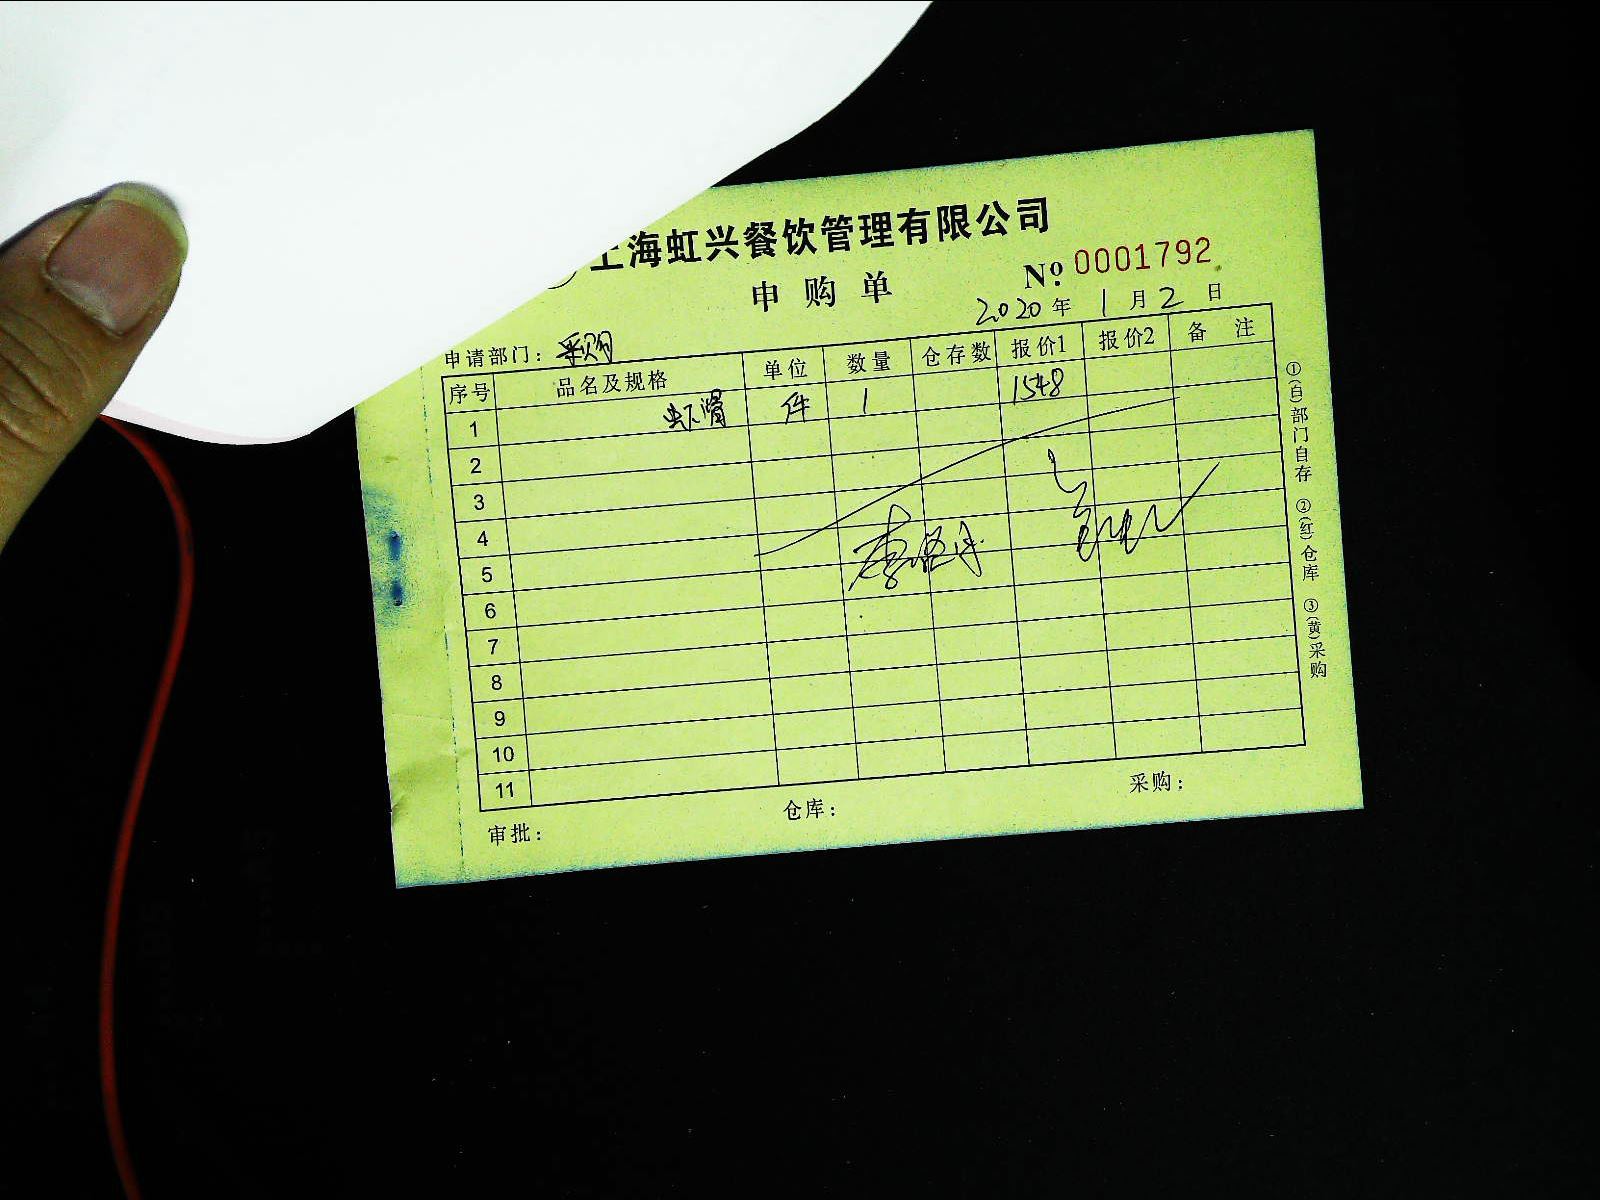 上海虹兴餐饮管理有限公司
申购单
No: 0001792
2020年 1月 2日
申请部门: 采购
序号 品名及规格 单位 数量 仓存数 报价1 报价2 备 注
1 虾滑 件 1 1548
2
3
4
5
6
7
8
9
10
11
审批: 仓库: 采购:
①(白)部门自存 ②(红)仓库 ③(黄)采购